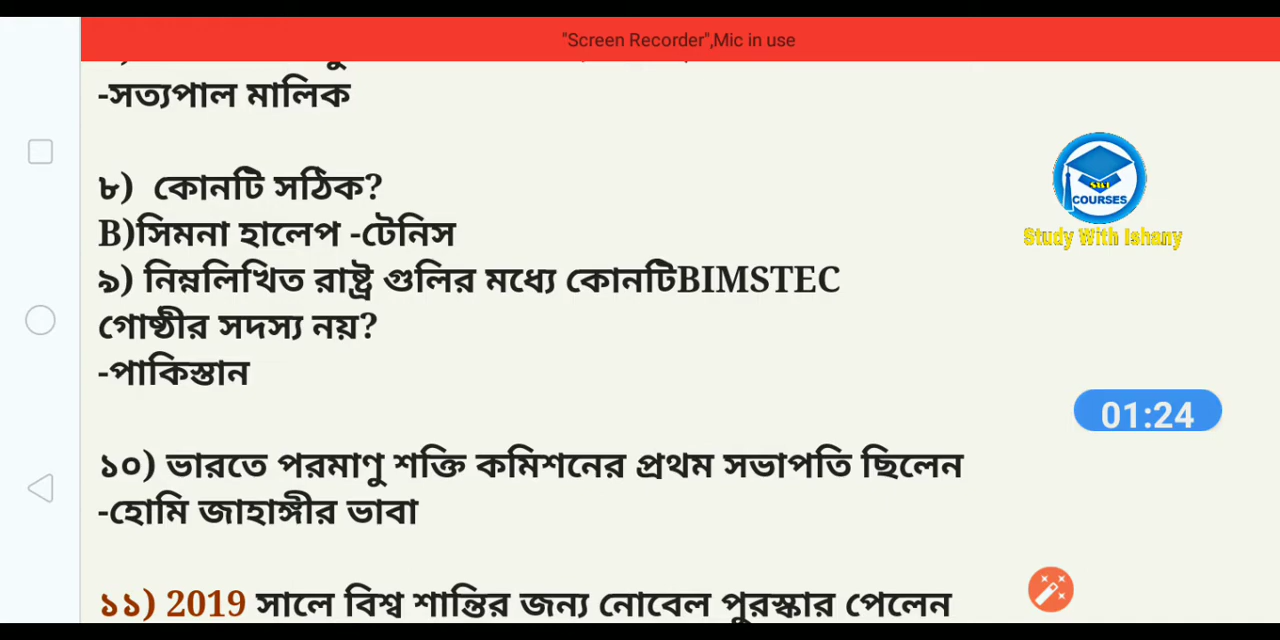 "Screen Recorder",Mic in use
-সত্যপাল মালিক
৮) কোনটি সঠিক?
B)সিমনা হালেপ -টেনিস
COURSES
Study With Ishany
৯) নিম্নলিখিত রাষ্ট্র গুলির মধ্যে কোনটিBIMSTEC
গোষ্ঠীর সদস্য নয়?
-পাকিস্তান
01:24
১০) ভারতে পরমাণু শক্তি কমিশনের প্রথম সভাপতি ছিলেন
-হোমি জাহাঙ্গীর ভাবা
১১) 2019 সালে বিশ্ব শান্তির জন্য নোবেল পুরস্কার পেলেন